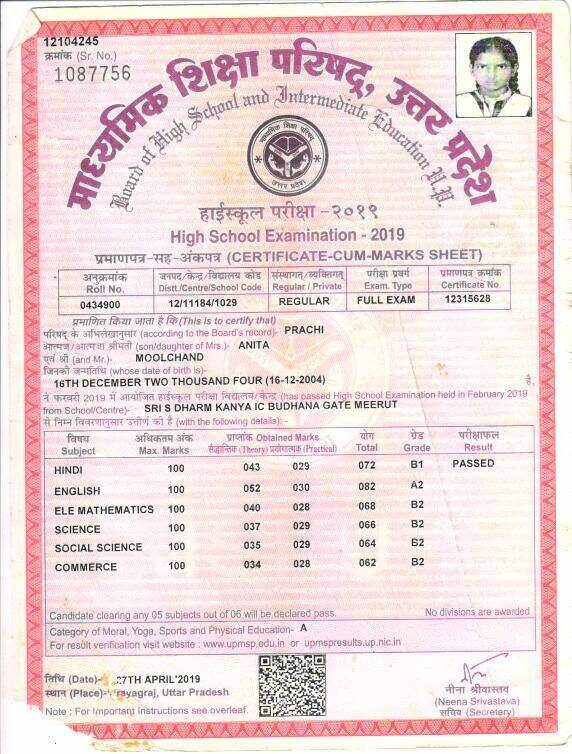 12104245
क्रमांक (Sr. No.)
1087756
माध्यमिक शिक्षा परिषद्, उत्तर प्रदेश
Board of High School and Intermediate Education U.P.
माध्यमिक शिक्षा परिषद्
उत्तर प्रदेश
हाईस्कूल परीक्षा - २०१९
High School Examination - 2019
प्रमाणपत्र-सह-अंकपत्र (CERTIFICATE-CUM-MARKS SHEET)
अनुक्रमांक जनपद/केन्द्र/विद्यालय कोड संस्थागत/व्यक्तिगत परीक्षा प्रवर्ग प्रमाणपत्र क्रमांक
Roll No. Distt./Centre/School Code Regular / Private Exam. Type Certificate No.
0434900 12/11184/1029 REGULAR FULL EXAM 12315628
प्रमाणित किया जाता है कि (This is to certify that)
परिषद् के अभिलेखानुसार (according to the Board's record)- PRACHI
आत्मज/आत्मजा श्रीमती (son/daughter of Mrs.)- ANITA
एवं श्री (and Mr.)- MOOLCHAND
जिनकी जन्मतिथि (whose date of birth is)-
16TH DECEMBER TWO THOUSAND FOUR (16-12-2004) है,
ने फरवरी 2019 में आयोजित हाईस्कूल परीक्षा विद्यालय/केन्द्र (has passed High School Examination held in February 2019
from School/Centre)- SRI S DHARM KANYA IC BUDHANA GATE MEERUT
से निम्न विवरणानुसार उत्तीर्ण की है (with the following details):-
विषय अधिकतम अंक प्राप्तांक Obtained Marks योग ग्रेड परीक्षाफल
Subject Max. Marks सैद्धान्तिक (Theory) प्रयोगात्मक (Practical) Total Grade Result
HINDI 100 043 029 072 B1 PASSED
ENGLISH 100 052 030 082 A2
ELE MATHEMATICS 100 040 028 068 B2
SCIENCE 100 037 029 066 B2
SOCIAL SCIENCE 100 035 029 064 B2
COMMERCE 100 034 028 062 B2
Candidate clearing any 05 subjects out of 06 will be declared pass. No divisions are awarded
Category of Moral, Yoga, Sports and Physical Education- A
For result verification visit website : www.upmsp.edu.in or upmspresults.up.nic.in
तिथि (Date)- 27TH APRIL'2019
स्थान (Place)- Prayagraj, Uttar Pradesh
Note : For Important Instructions see overleaf.
नीना श्रीवास्तव
(Neena Srivastava)
सचिव (Secretary)